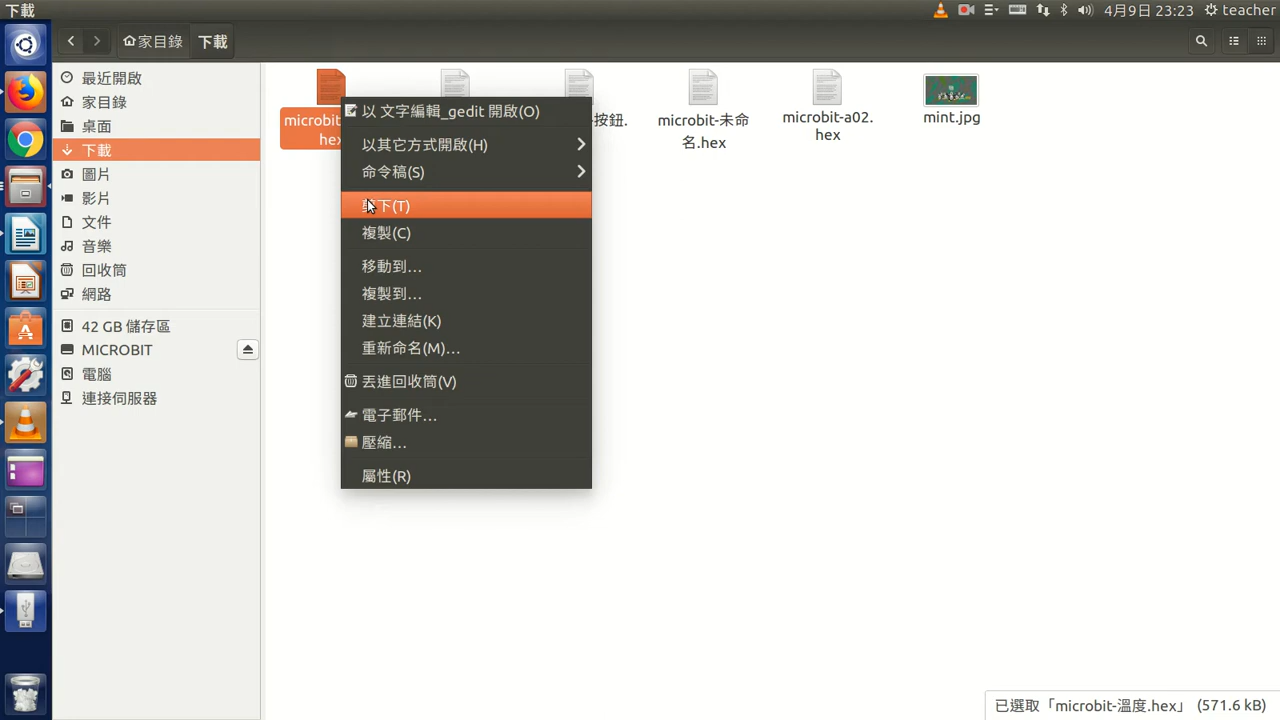 下載
4月9日 23:23
teacher
家目錄
下載
最近開啟
家目錄
桌面
下載
圖片
影片
文件
音樂
回收筒
網路
42 GB 儲存區
MICROBIT
電腦
連接伺服器
microbit
hex
按鈕.
microbit-未命
名.hex
microbit-a02.
hex
mint.jpg
以 文字編輯_gedit 開啟(O)
以其它方式開啟(H)
命令稿(S)
下(T)
複製(C)
移動到...
複製到...
建立連結(K)
重新命名(M)...
丟進回收筒(V)
電子郵件...
壓縮...
屬性(R)
已選取「microbit-溫度.hex」 (571.6 kB)